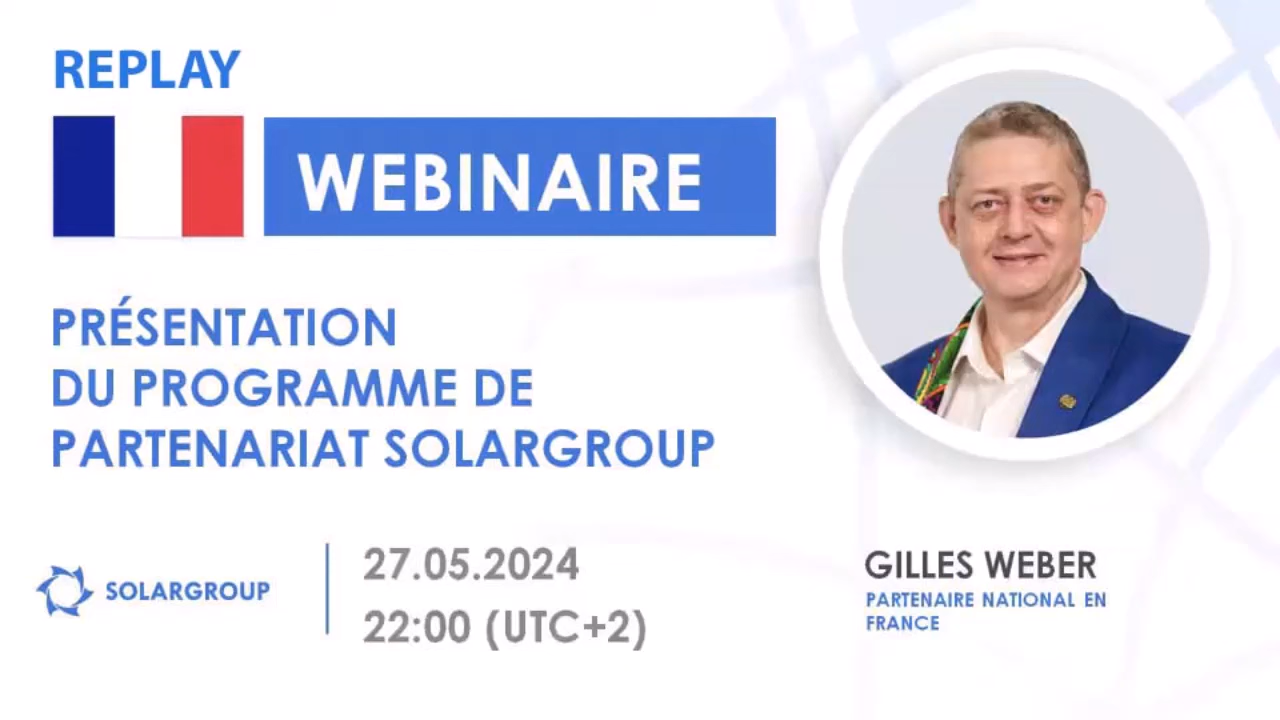 REPLAY
WEBINAIRE
PRÉSENTATION
DU PROGRAMME DE
PARTENARIAT SOLARGROUP
SOLARGROUP
27.05.2024
22:00 (UTC+2)
GILLES WEBER
PARTENAIRE NATIONAL EN
FRANCE